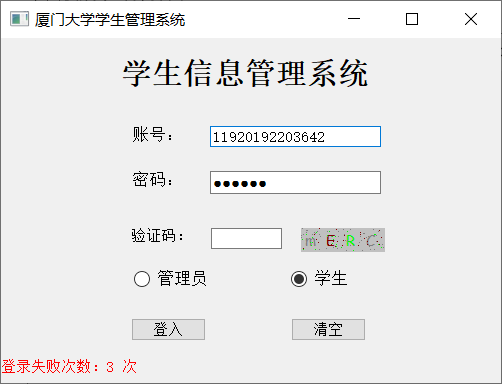 厦门大学学生管理系统
学生信息管理系统
账号： 11920192203642
密码： ●●●●●●
验证码： m E R C
管理员 学生
登入 清空
登录失败次数：3 次